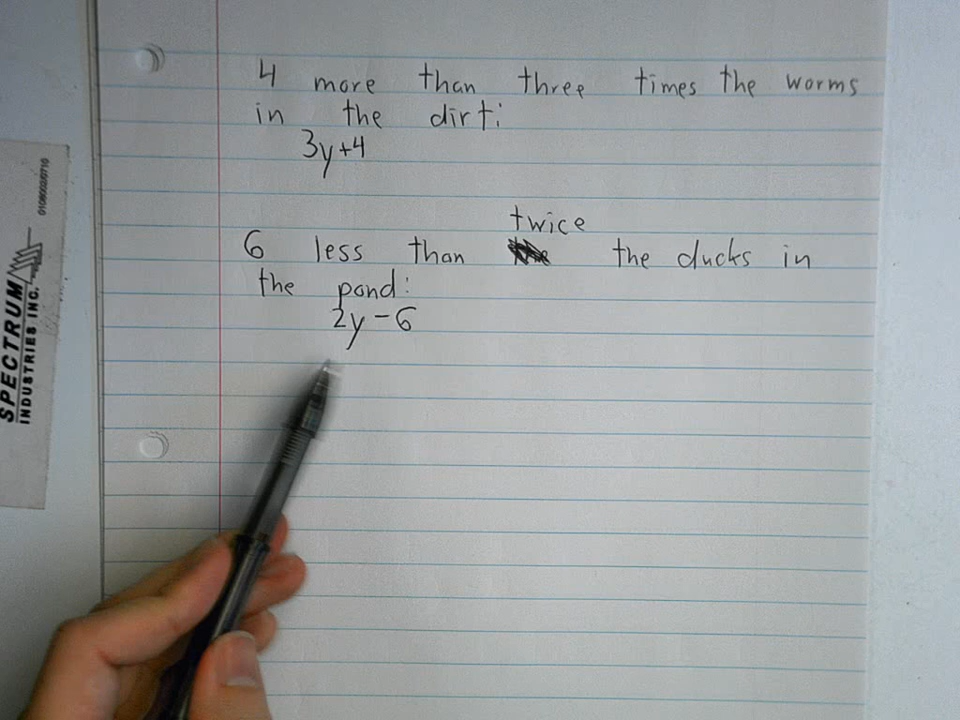 4 more than three times the worms
in the dirt:
3y+4
twice
6 less than the ducks in
the pond:
2y-6
SPECTRUM
INDUSTRIES INC.